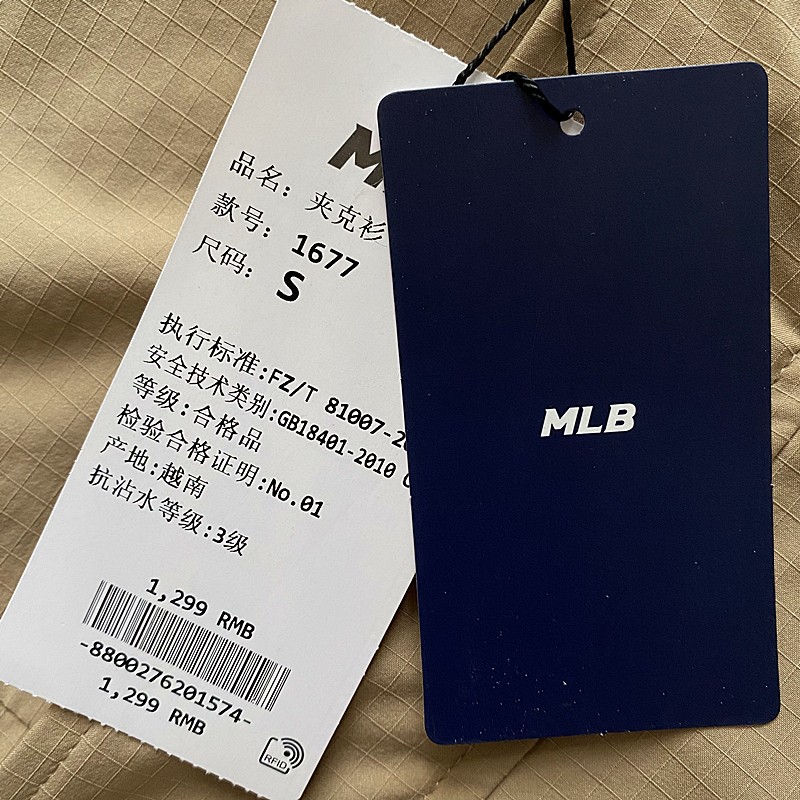 M
品名: 夹克衫
款号: 1677
尺码: S
执行标准:FZ/T 81007-2
安全技术类别:GB18401-2010
等级:合格品
检验合格证明:No.01
产地:越南
抗沾水等级:3级
1,299 RMB
-8800276201574-
1,299 RMB
RFID
MLB